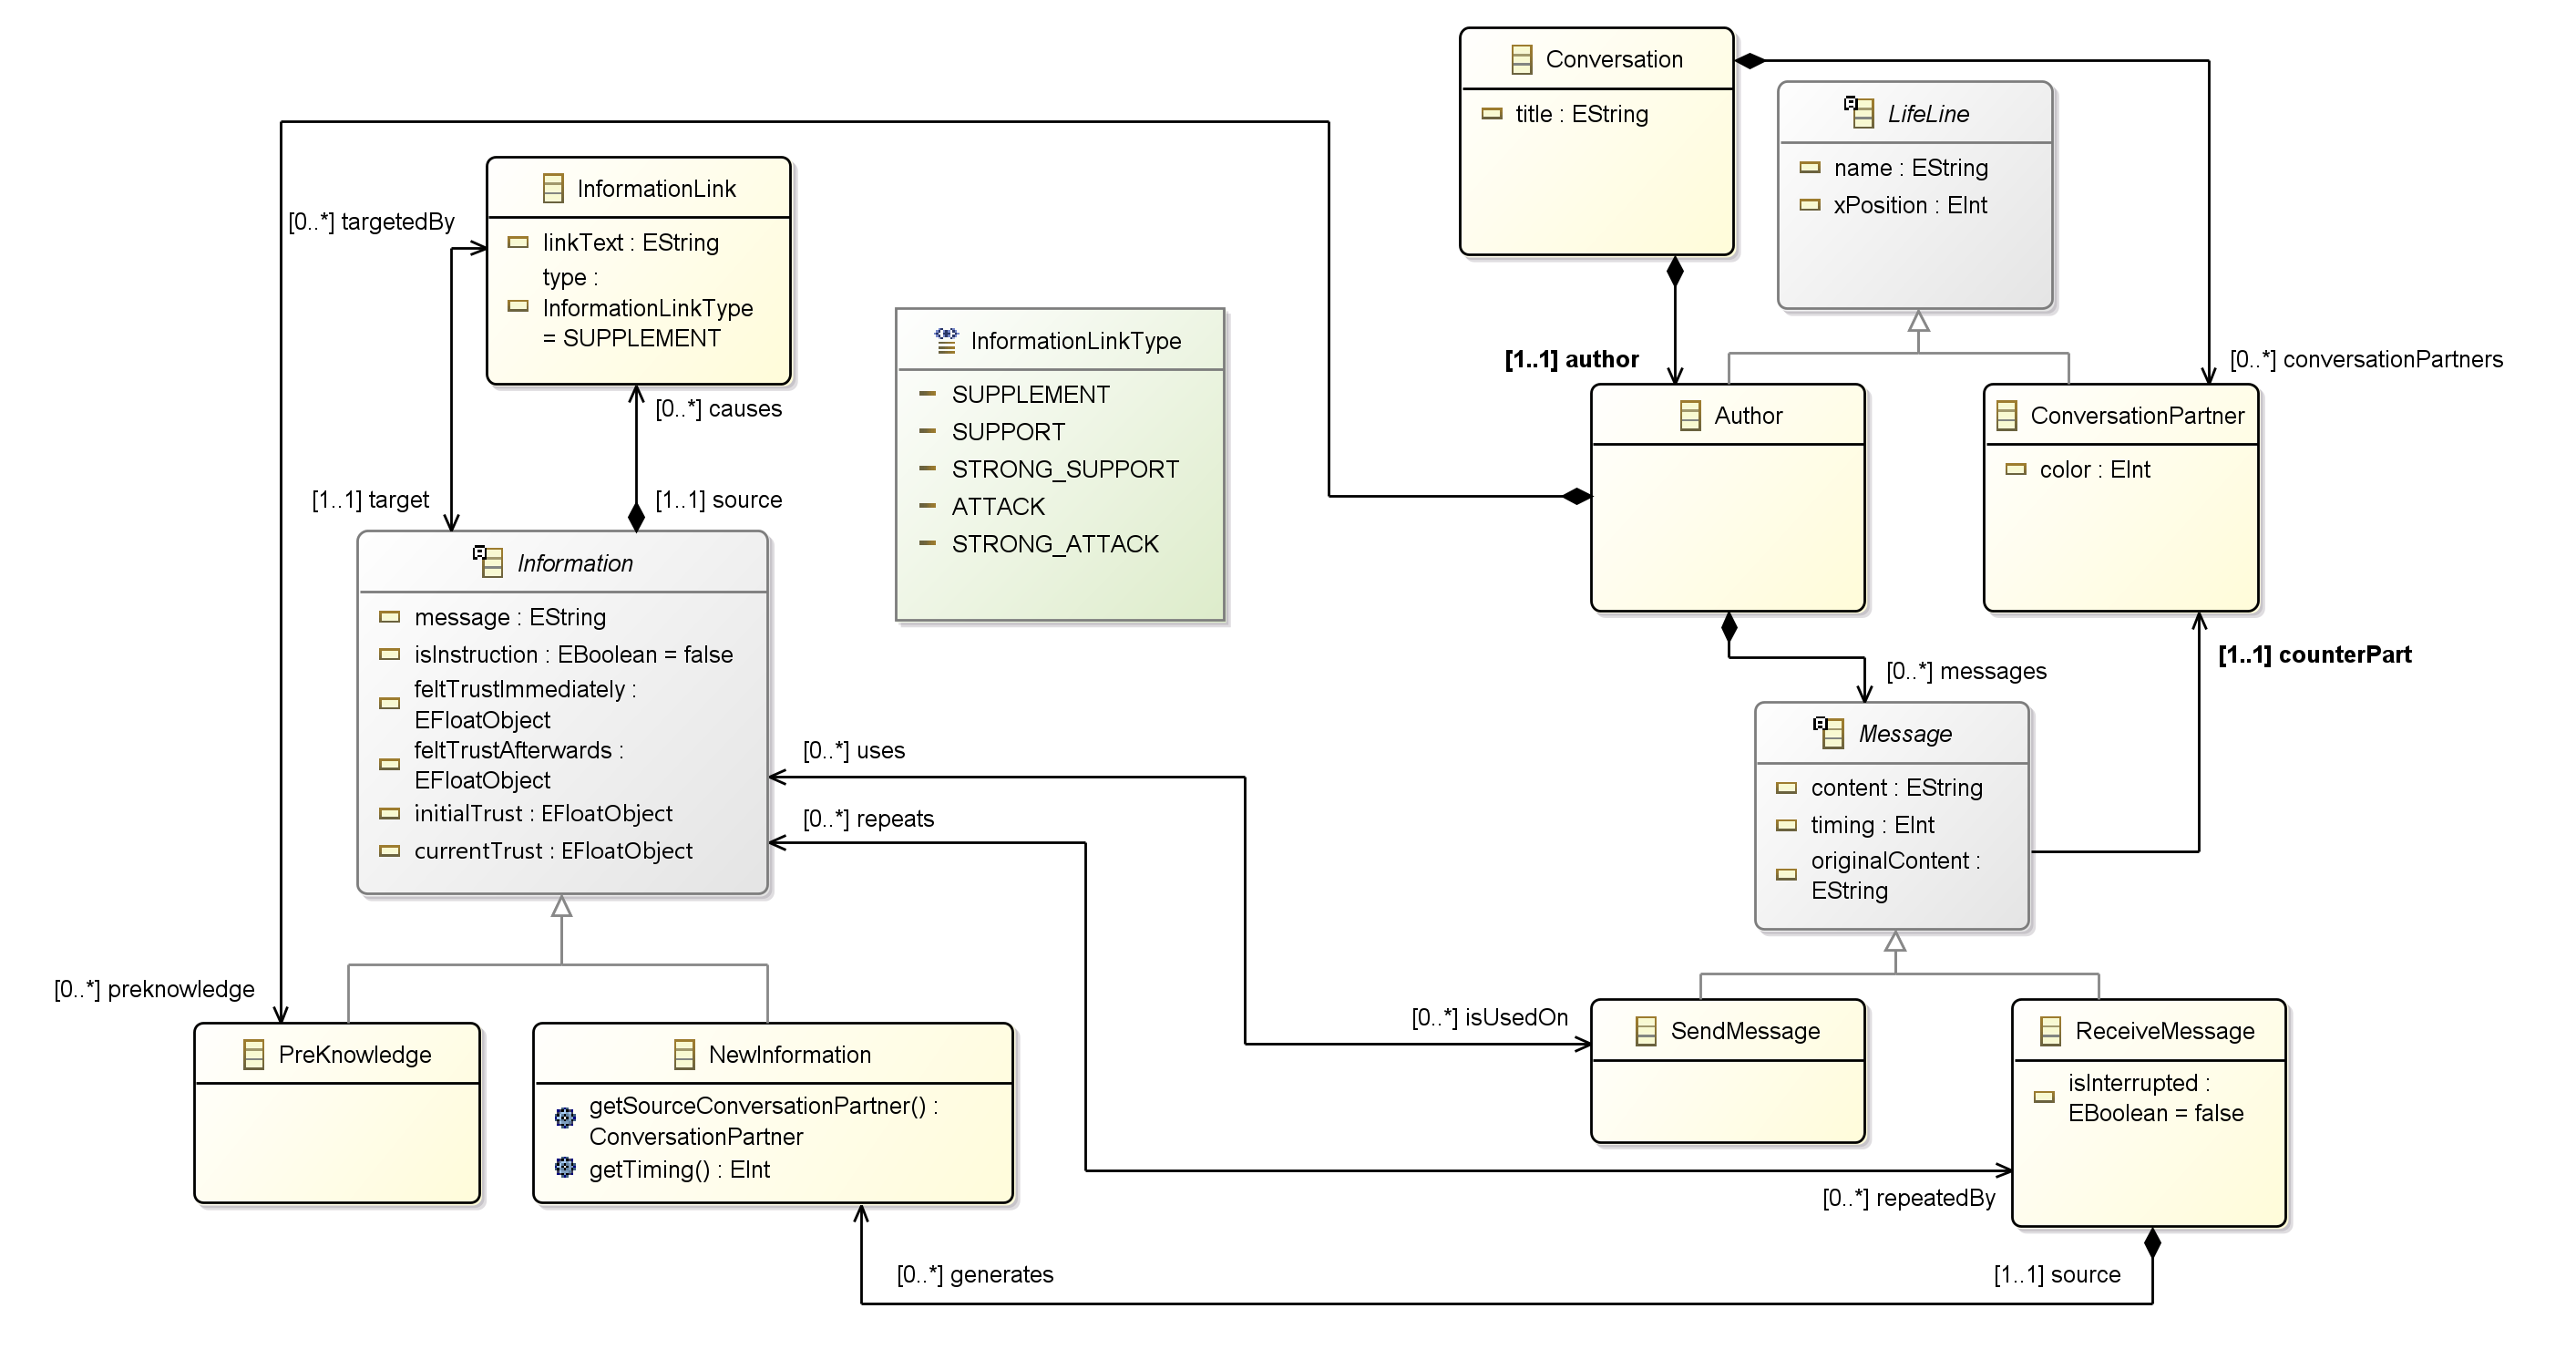 Conversation
title : EString
LifeLine
name : EString
xPosition : EInt
InformationLink
linkText : EString
type :
InformationLinkType
= SUPPLEMENT
[0..*] targetedBy
InformationLinkType
SUPPLEMENT
SUPPORT
STRONG_SUPPORT
ATTACK
STRONG_ATTACK
[1..1] author
[0..*] conversationPartners
[0..*] causes
[1..1] target
[1..1] source
Author
ConversationPartner
color : EInt
Information
message : EString
isInstruction : EBoolean = false
feltTrustImmediately :
EFloatObject
feltTrustAfterwards :
EFloatObject
initialTrust : EFloatObject
currentTrust : EFloatObject
[1..1] counterPart
[0..*] messages
Message
content : EString
timing : EInt
originalContent :
EString
[0..*] uses
[0..*] repeats
[0..*] preknowledge
[0..*] isUsedOn
PreKnowledge
NewInformation
getSourceConversationPartner() :
ConversationPartner
getTiming() : EInt
SendMessage
ReceiveMessage
isInterrupted :
EBoolean = false
[0..*] repeatedBy
[0..*] generates
[1..1] source